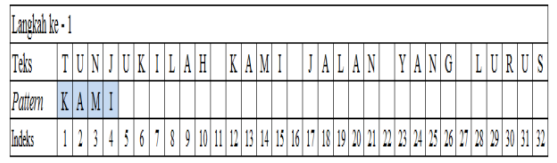 Langkah ke - 1
Teks T U N J U K I L A H K A M I J A L A N Y A N G L U R U S
Pattern K A M I
Indeks 1 2 3 4 5 6 7 8 9 10 11 12 13 14 15 16 17 18 19 20 21 22 23 24 25 26 27 28 29 30 31 32